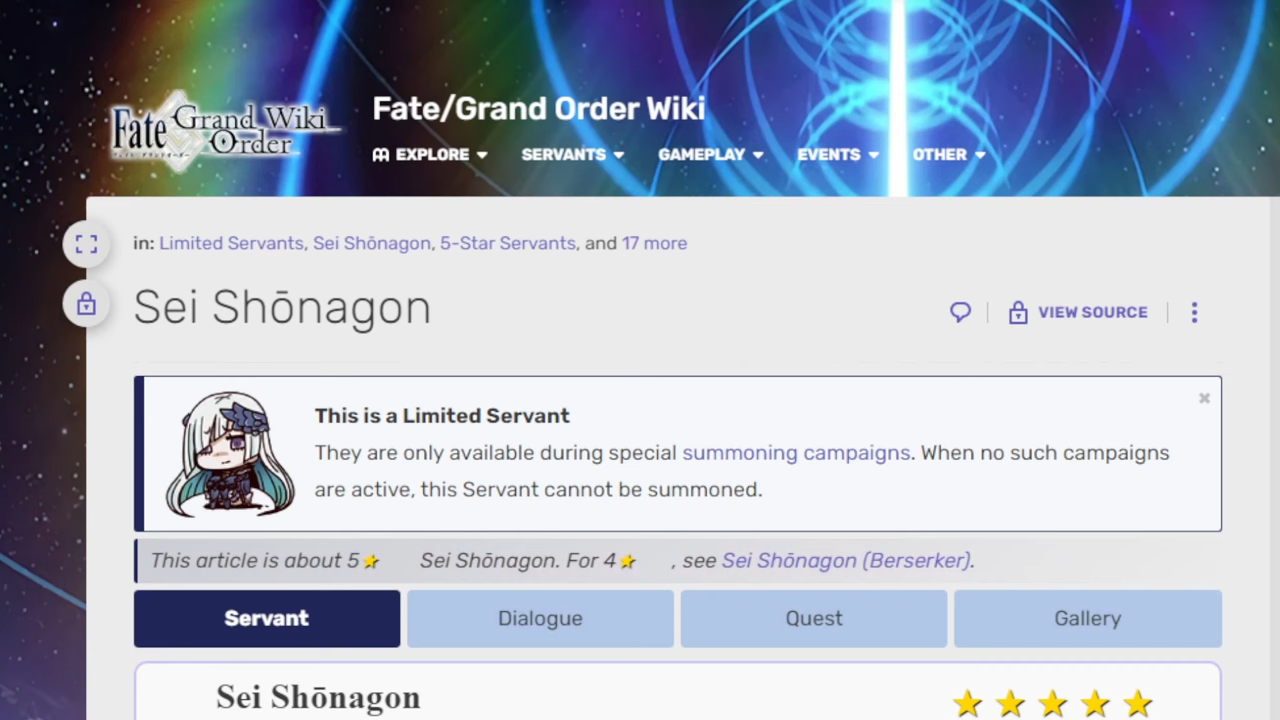 Fate Grand Wiki
Order
Fate/Grand Order Wiki
EXPLORE SERVANTS GAMEPLAY EVENTS OTHER
in: Limited Servants, Sei Shōnagon, 5-Star Servants, and 17 more
Sei Shōnagon
VIEW SOURCE
This is a Limited Servant
They are only available during special summoning campaigns. When no such campaigns
are active, this Servant cannot be summoned.
This article is about 5★ Sei Shōnagon. For 4★ , see Sei Shōnagon (Berserker).
Servant Dialogue Quest Gallery
Sei Shōnagon ★ ★ ★ ★ ★